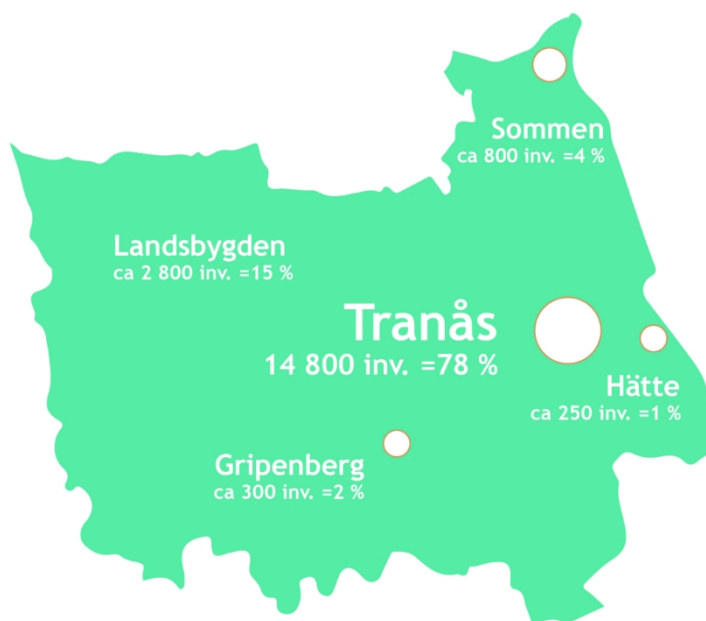 Sommen
ca 800 inv. =4 %
Landsbygden
ca 2 800 inv. =15 %
Tranås
14 800 inv. =78 %
Hätte
ca 250 inv. =1 %
Gripenberg
ca 300 inv. =2 %